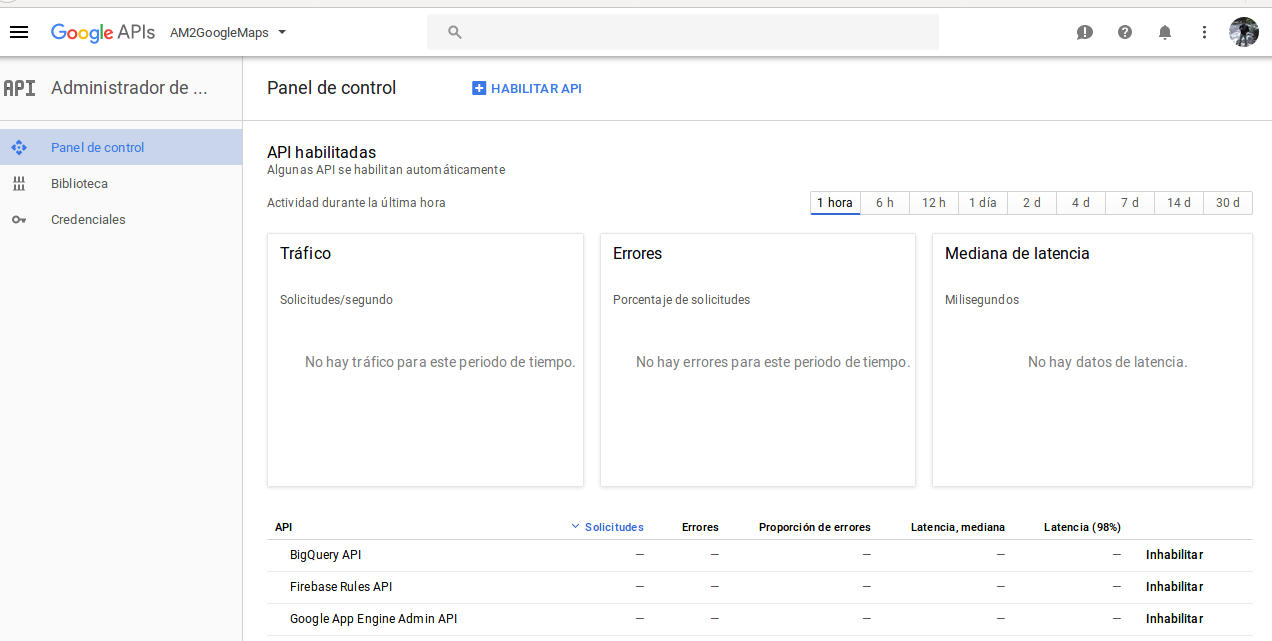 Google APIs AM2GoogleMaps
API Administrador de ...
Panel de control HABILITAR API
Panel de control
Biblioteca
Credenciales
API habilitadas
Algunas API se habilitan automáticamente
Actividad durante la última hora
1 hora 6 h 12 h 1 día 2 d 4 d 7 d 14 d 30 d
Tráfico
Solicitudes/segundo
No hay tráfico para este periodo de tiempo.
Errores
Porcentaje de solicitudes
No hay errores para este periodo de tiempo.
Mediana de latencia
Milisegundos
No hay datos de latencia.
API Solicitudes Errores Proporción de errores Latencia, mediana Latencia (98%)
BigQuery API — — — — — Inhabilitar
Firebase Rules API — — — — — Inhabilitar
Google App Engine Admin API — — — — — Inhabilitar